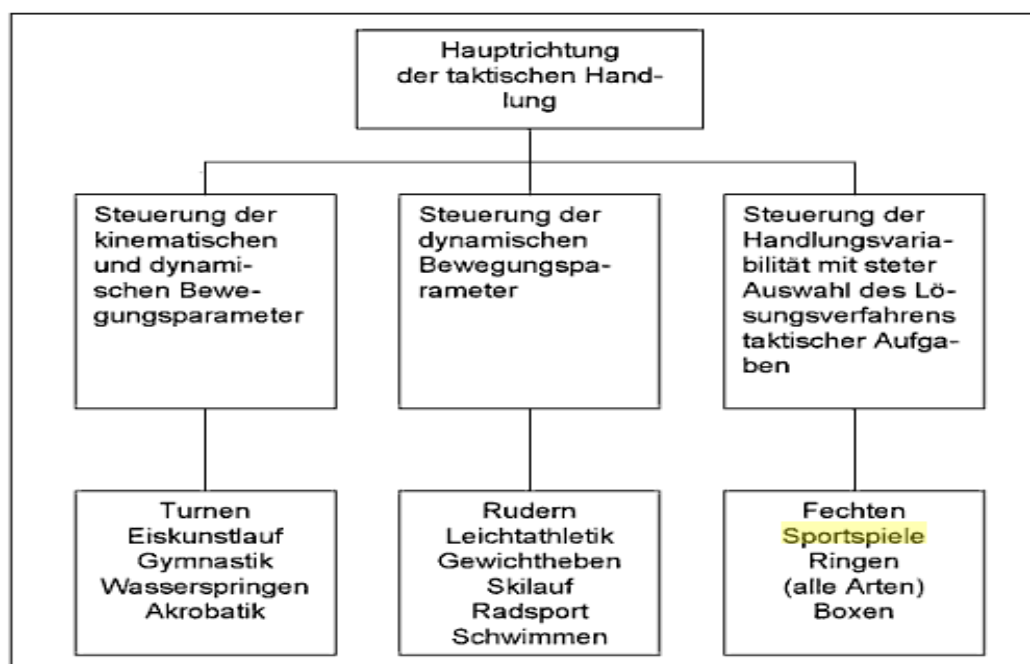 Hauptrichtung
der taktischen Hand-
lung
Steuerung der
kinematischen
und dynami-
schen Bewe-
gungsparameter
Steuerung der
dynamischen
Bewegungspa-
rameter
Steuerung der
Handlungsvaria-
bilität mit steter
Auswahl des Lö-
sungsverfahrens
taktischer Aufga-
ben
Turnen
Eiskunstlauf
Gymnastik
Wasserspringen
Akrobatik
Rudern
Leichtathletik
Gewichtheben
Skilauf
Radsport
Schwimmen
Fechten
Sportspiele
Ringen
(alle Arten)
Boxen